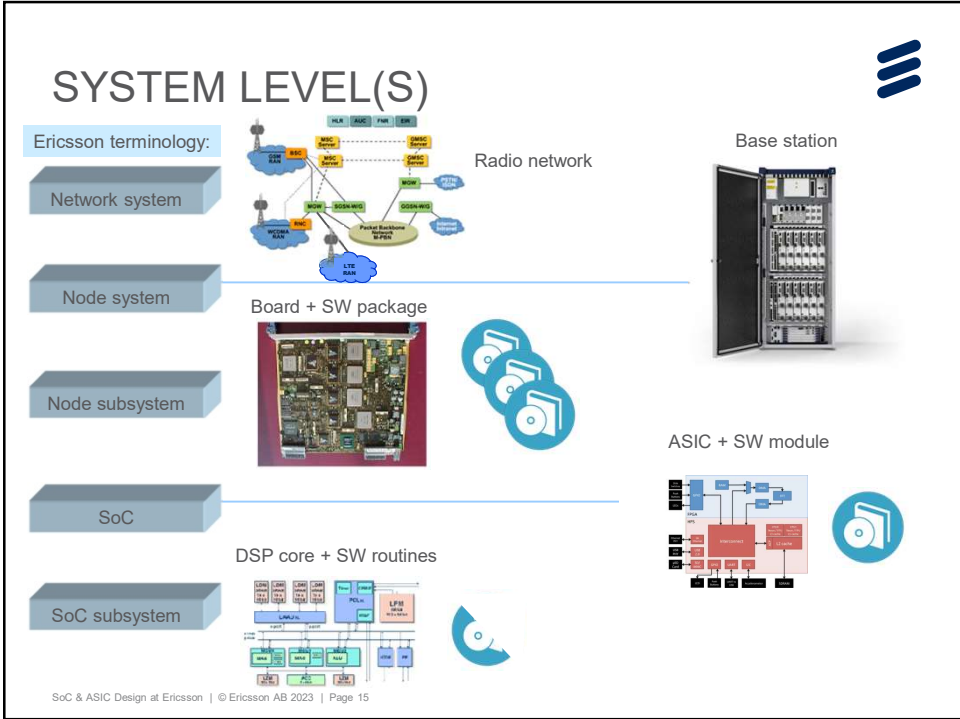 SYSTEM LEVEL(S)
Ericsson terminology:
Network system
Node system
Node subsystem
SoC
SoC subsystem
HLR AUC FNR EIR
MSC
Server
GMSC
Server
MSC
Server
GMSC
Server
GSM
RAN
BSC
MGW
PSTN/
ISDN
MGW
SGSN-W/G
GGSN-W/G
RNC
WCDMA
RAN
Packet Backbone
Network
Internet
Intranet
LTE
RAN
Radio network
Base station
Board + SW package
ASIC + SW module
FPGA
HPS
Interconnect
L2 cache
DSP core + SW routines
LPM
SoC & ASIC Design at Ericsson | © Ericsson AB 2023 | Page 15